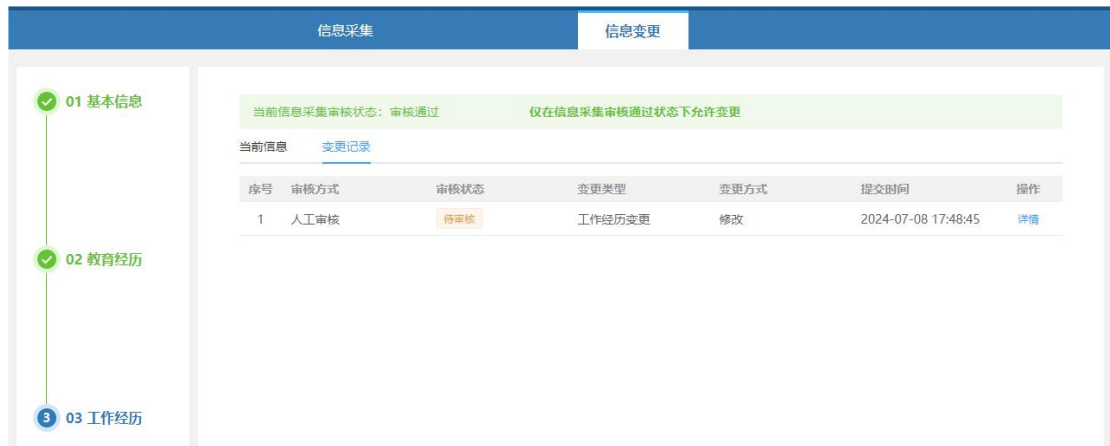 信息采集 信息变更
01 基本信息
当前信息采集审核状态：审核通过 仅在信息采集审核通过状态下允许变更
当前信息 变更记录
序号 审核方式 审核状态 变更类型 变更方式 提交时间 操作
1 人工审核 待审核 工作经历变更 修改 2024-07-08 17:48:45 详情
02 教育经历
3 03 工作经历